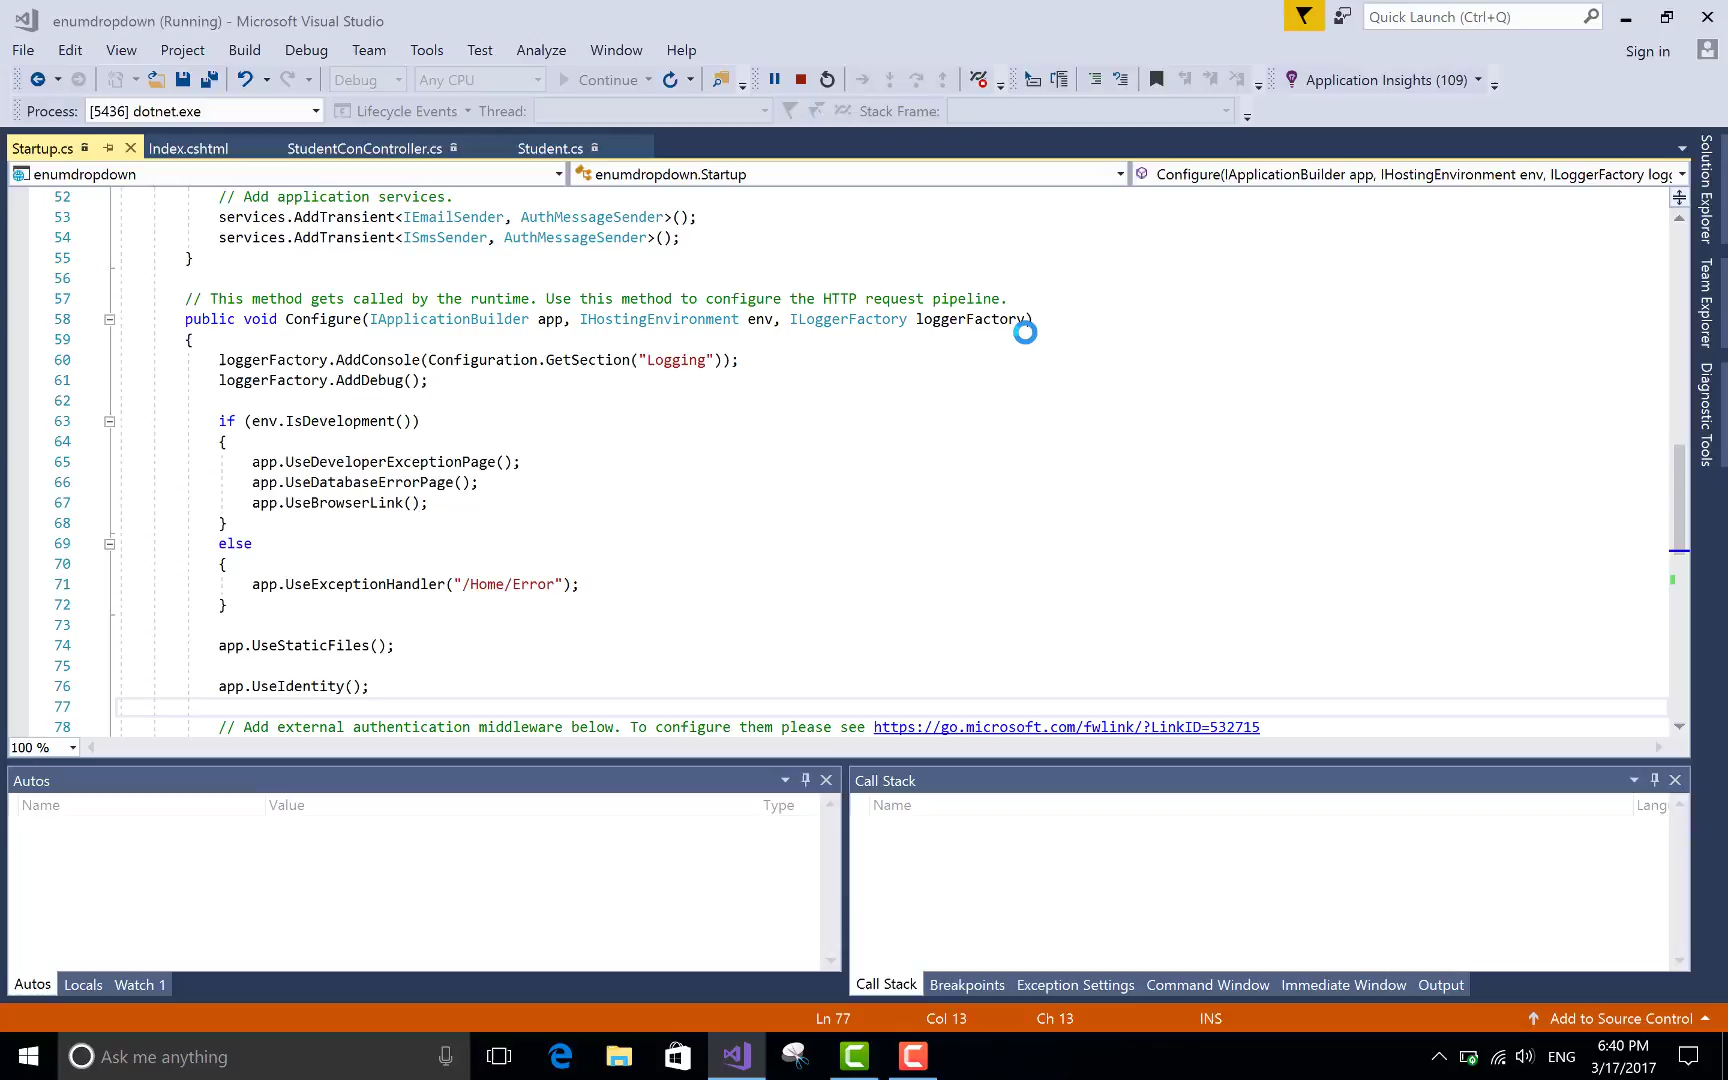 enumdropdown (Running) - Microsoft Visual Studio
Quick Launch (Ctrl+Q)
File Edit View Project Build Debug Team Tools Test Analyze Window Help
Sign in
Debug Any CPU Continue Application Insights (109)
Process: [5436] dotnet.exe Lifecycle Events Thread: Stack Frame:
Startup.cs Index.cshtml StudentConController.cs Student.cs
enumdropdown enumdropdown.Startup Configure(IApplicationBuilder app, IHostingEnvironment env, ILoggerFactory logg
52 // Add application services.
53 services.AddTransient<IEmailSender, AuthMessageSender>();
54 services.AddTransient<ISmsSender, AuthMessageSender>();
55 }
56
57 // This method gets called by the runtime. Use this method to configure the HTTP request pipeline.
58 public void Configure(IApplicationBuilder app, IHostingEnvironment env, ILoggerFactory loggerFactory)
59 {
60 loggerFactory.AddConsole(Configuration.GetSection("Logging"));
61 loggerFactory.AddDebug();
62
63 if (env.IsDevelopment())
64 {
65 app.UseDeveloperExceptionPage();
66 app.UseDatabaseErrorPage();
67 app.UseBrowserLink();
68 }
69 else
70 {
71 app.UseExceptionHandler("/Home/Error");
72 }
73
74 app.UseStaticFiles();
75
76 app.UseIdentity();
77
78 // Add external authentication middleware below. To configure them please see https://go.microsoft.com/fwlink/?LinkID=532715
100 %
Solution Explorer
Team Explorer
Diagnostic Tools
Autos
Name Value Type
Call Stack
Name Lang
Autos Locals Watch 1
Call Stack Breakpoints Exception Settings Command Window Immediate Window Output
Ln 77 Col 13 Ch 13 INS Add to Source Control
Ask me anything
ENG
6:40 PM
3/17/2017